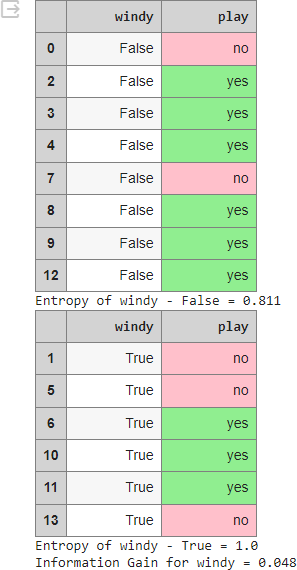 windy play
0 False no
2 False yes
3 False yes
4 False yes
7 False no
8 False yes
9 False yes
12 False yes
Entropy of windy - False = 0.811
windy play
1 True no
5 True no
6 True yes
10 True yes
11 True yes
13 True no
Entropy of windy - True = 1.0
Information Gain for windy = 0.048